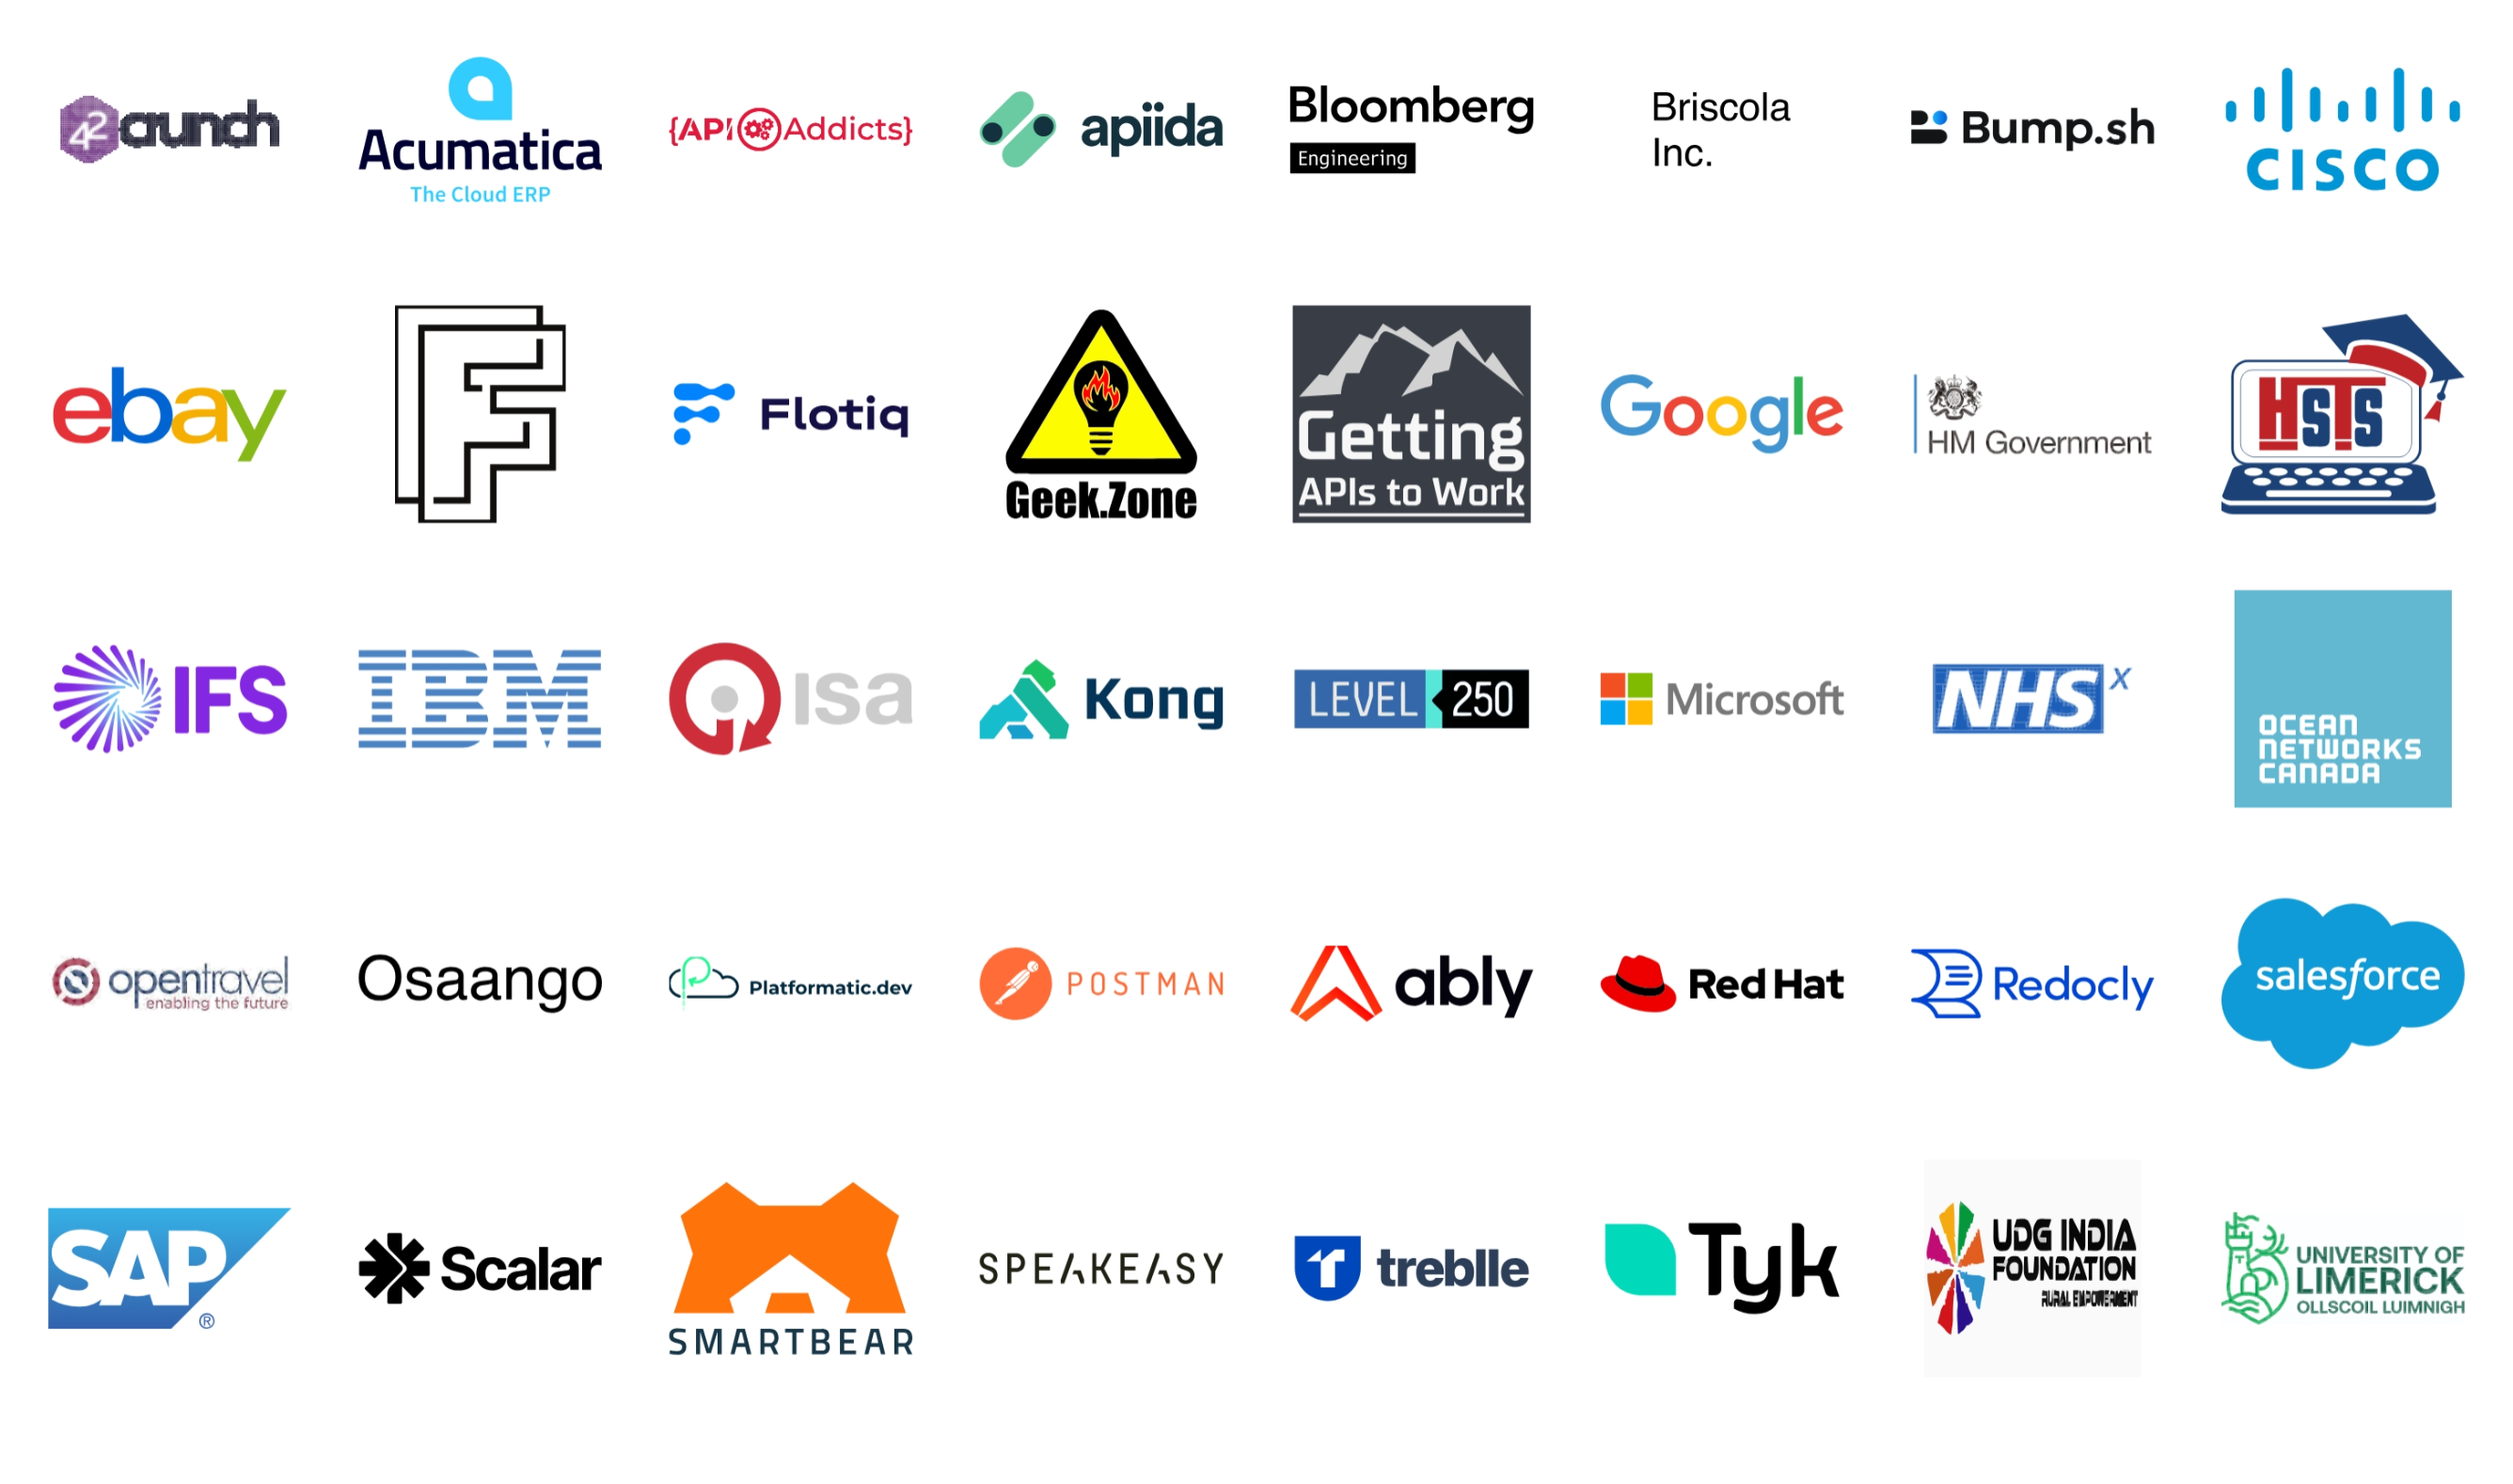 42crunch
Acumatica
The Cloud ERP
{API Addicts}
apiida
Bloomberg
Engineering
Briscola
Inc.
Bump.sh
CISCO
ebay
F
Flotiq
Geek.Zone
Getting
APIs to Work
Google
HM Government
HSTS
IFS
IBM
isa
Kong
LEVEL 250
Microsoft
NHS X
OCEAN
NETWORKS
CANADA
opentravel
enabling the future
Osaango
Platformatic.dev
POSTMAN
ably
Red Hat
Redocly
salesforce
SAP
®
Scalar
SMARTBEAR
SPEAKEASY
treblle
Tyk
UDG INDIA
FOUNDATION
RURAL EMPOWERMENT
UNIVERSITY OF
LIMERICK
OLLSCOIL LUIMNIGH